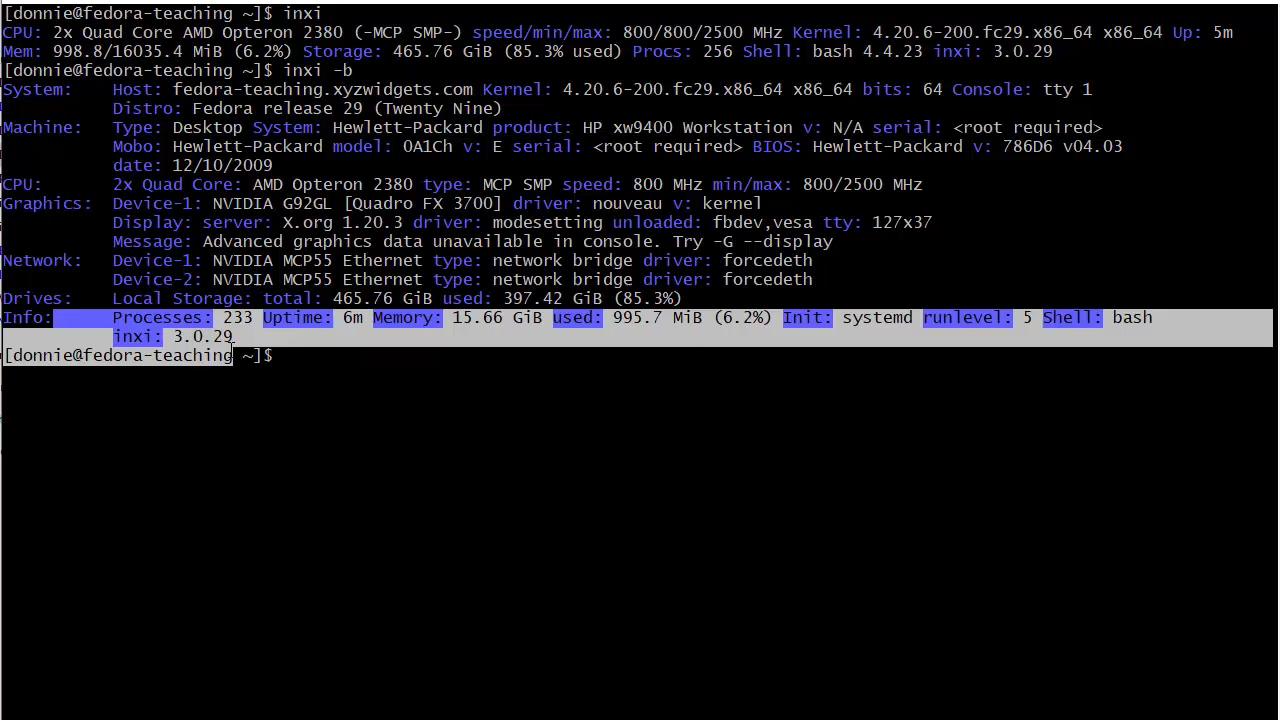 [donnie@fedora-teaching ~]$ inxi
CPU: 2x Quad Core AMD Opteron 2380 (-MCP SMP-) speed/min/max: 800/800/2500 MHz Kernel: 4.20.6-200.fc29.x86_64 x86_64 Up: 5m
Mem: 998.8/16035.4 MiB (6.2%) Storage: 465.76 GiB (85.3% used) Procs: 256 Shell: bash 4.4.23 inxi: 3.0.29
[donnie@fedora-teaching ~]$ inxi -b
System:    Host: fedora-teaching.xyzwidgets.com Kernel: 4.20.6-200.fc29.x86_64 x86_64 bits: 64 Console: tty 1
Distro: Fedora release 29 (Twenty Nine)
Machine:   Type: Desktop System: Hewlett-Packard product: HP xw9400 Workstation v: N/A serial: <root required>
Mobo: Hewlett-Packard model: 0A1Ch v: E serial: <root required> BIOS: Hewlett-Packard v: 786D6 v04.03
date: 12/10/2009
CPU:       2x Quad Core: AMD Opteron 2380 type: MCP SMP speed: 800 MHz min/max: 800/2500 MHz
Graphics:  Device-1: NVIDIA G92GL [Quadro FX 3700] driver: nouveau v: kernel
Display: server: X.org 1.20.3 driver: modesetting unloaded: fbdev,vesa tty: 127x37
Message: Advanced graphics data unavailable in console. Try -G --display
Network:   Device-1: NVIDIA MCP55 Ethernet type: network bridge driver: forcedeth
Device-2: NVIDIA MCP55 Ethernet type: network bridge driver: forcedeth
Drives:    Local Storage: total: 465.76 GiB used: 397.42 GiB (85.3%)
Info:      Processes: 233 Uptime: 6m Memory: 15.66 GiB used: 995.7 MiB (6.2%) Init: systemd runlevel: 5 Shell: bash
inxi: 3.0.29
[donnie@fedora-teaching ~]$